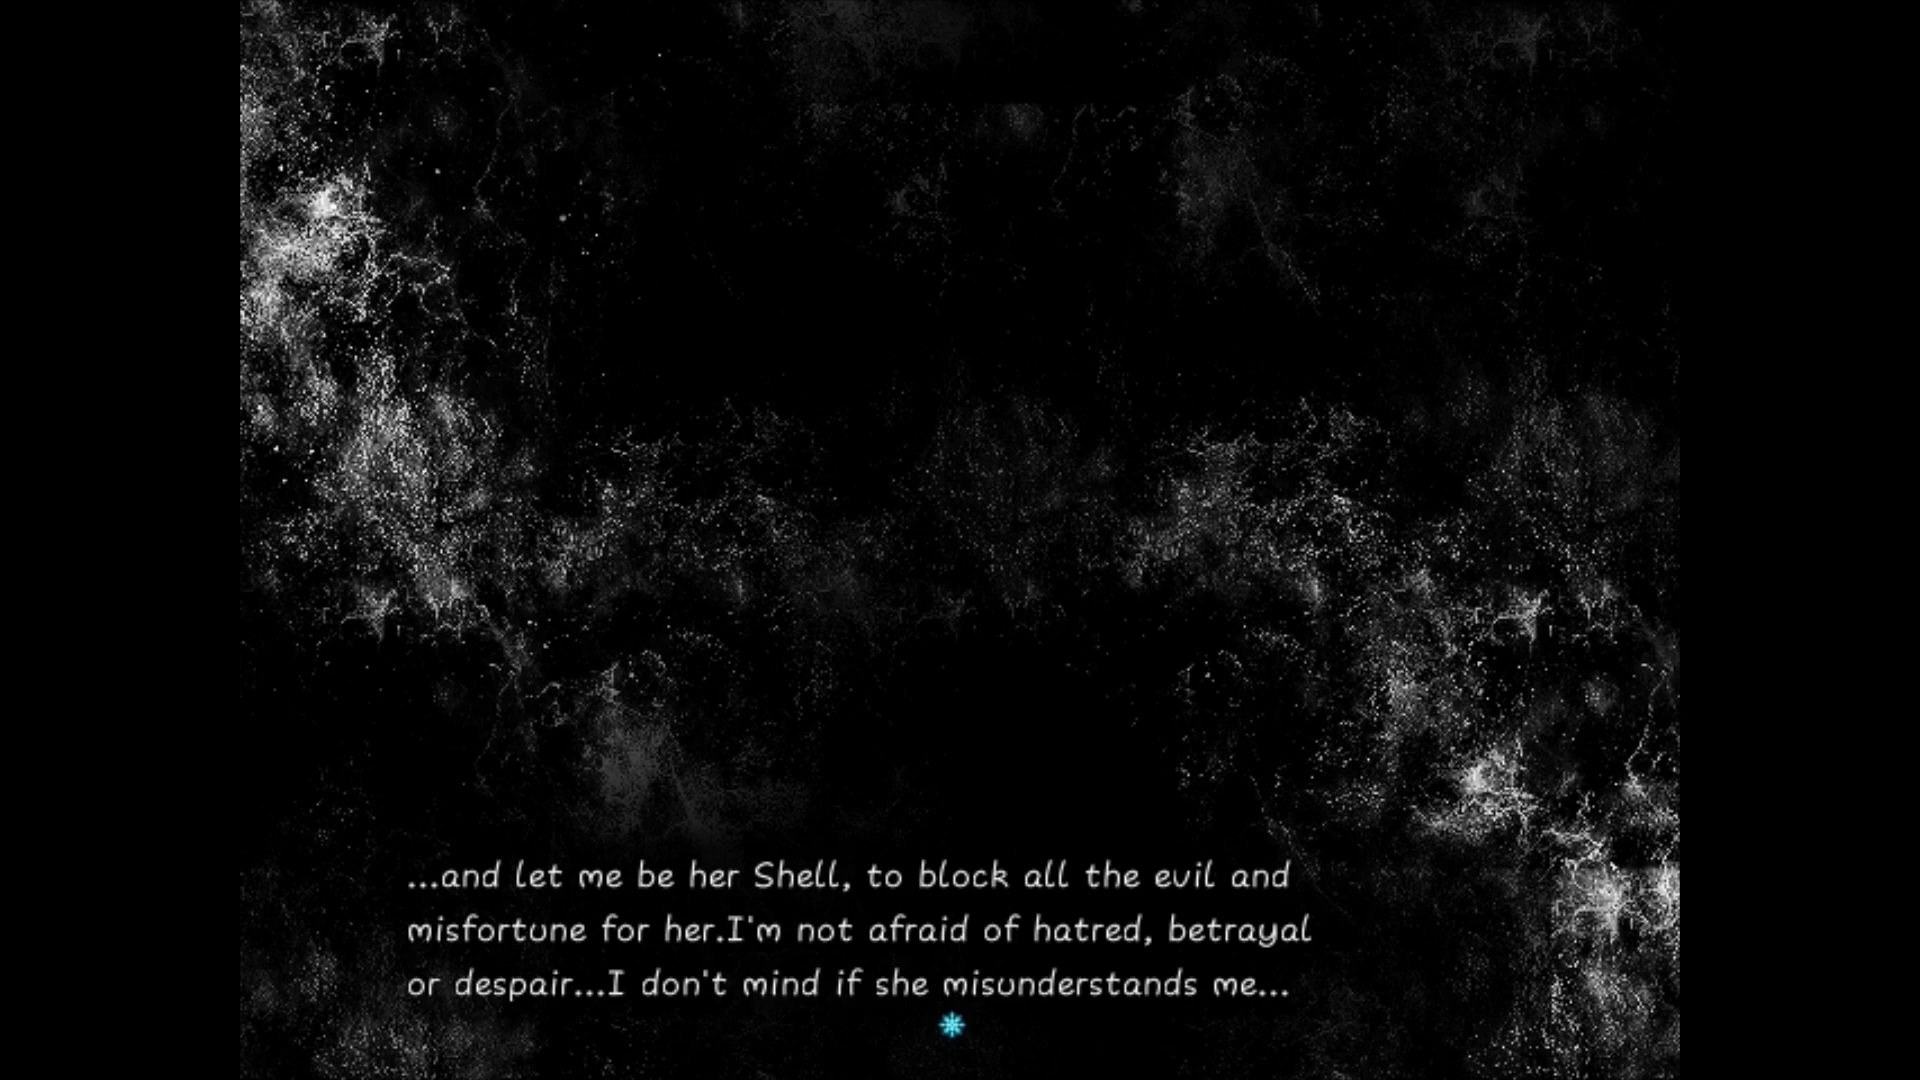 ...and let me be her Shell, to block all the evil and
misfortune for her.I'm not afraid of hatred, betrayal
or despair...I don't mind if she misunderstands me...